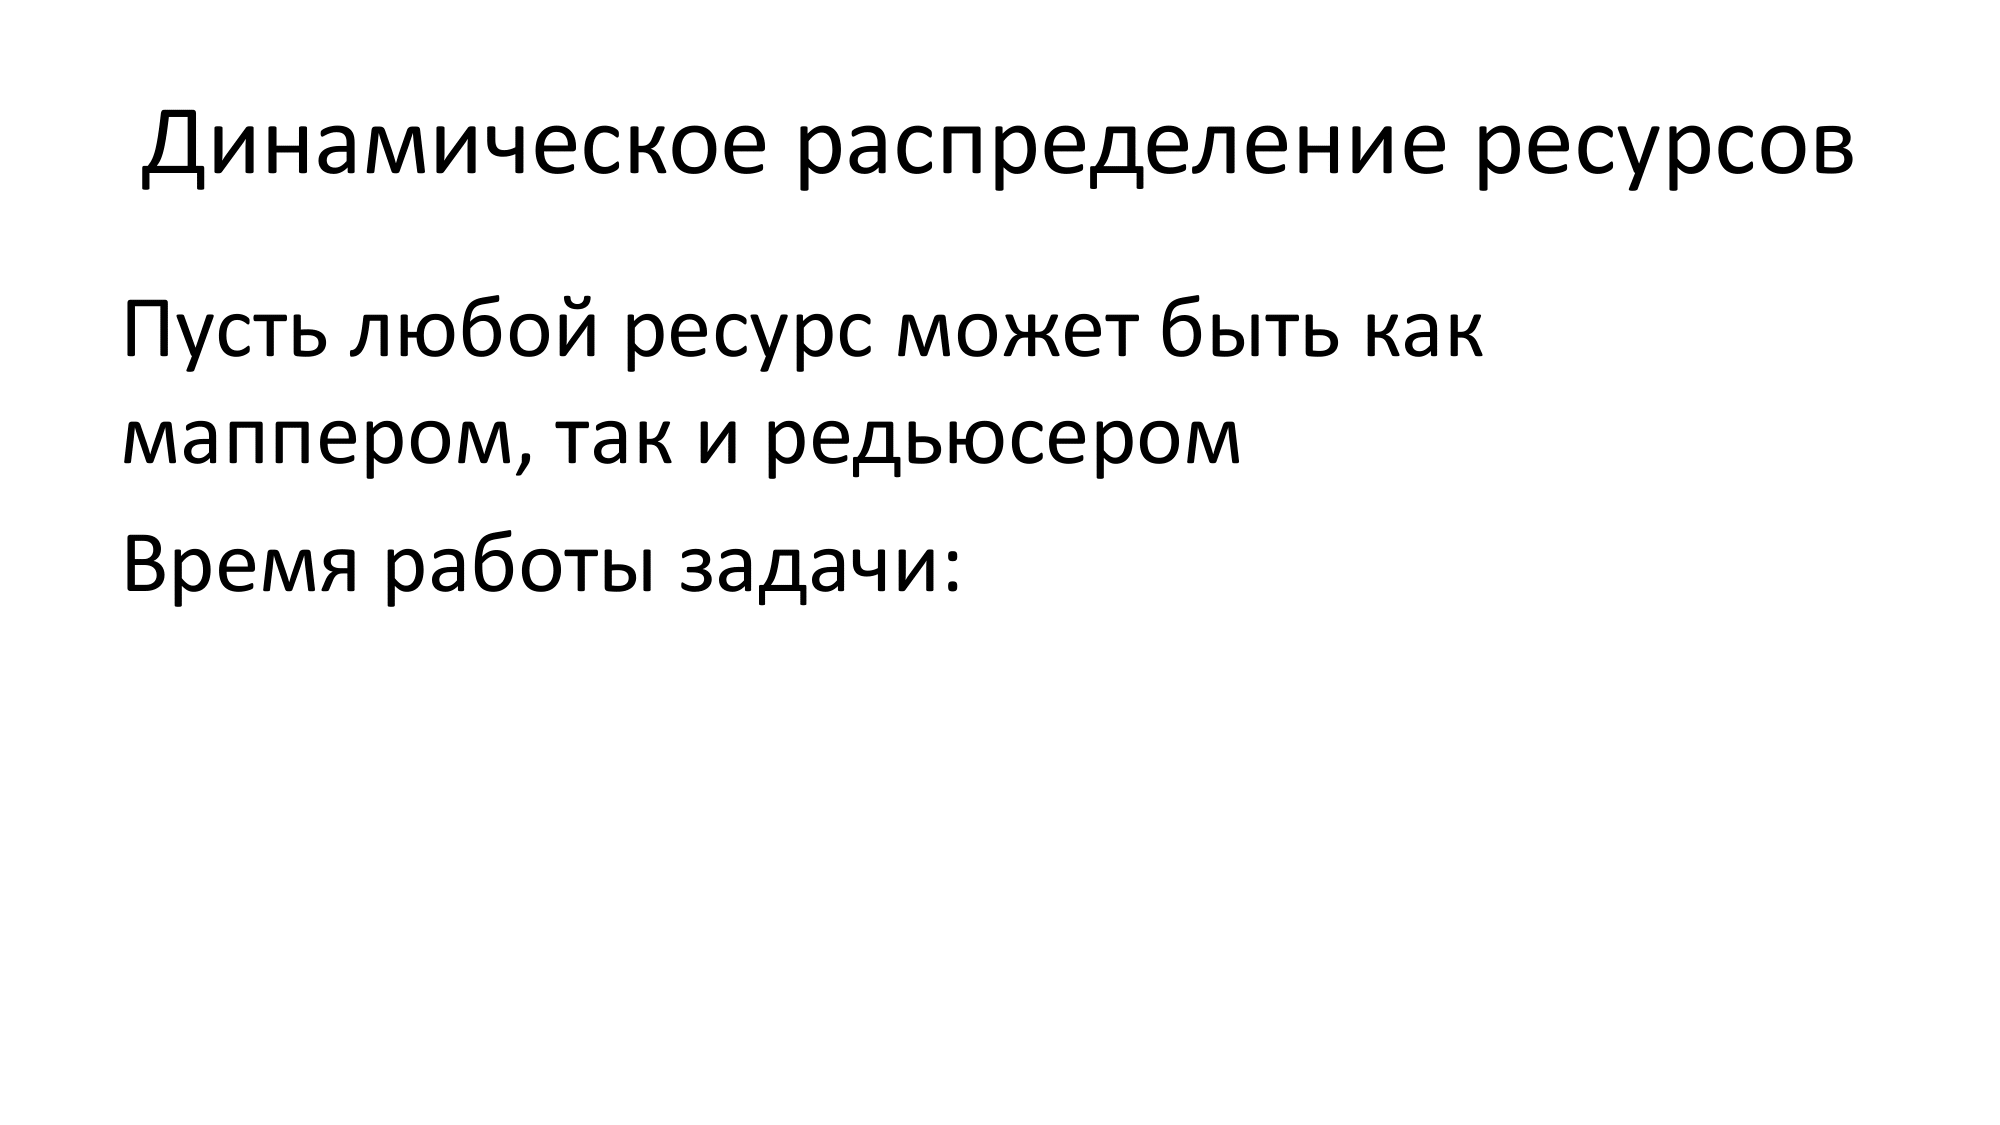 Динамическое распределение ресурсов
Пусть любой ресурс может быть как
маппером, так и редьюсером
Время работы задачи: